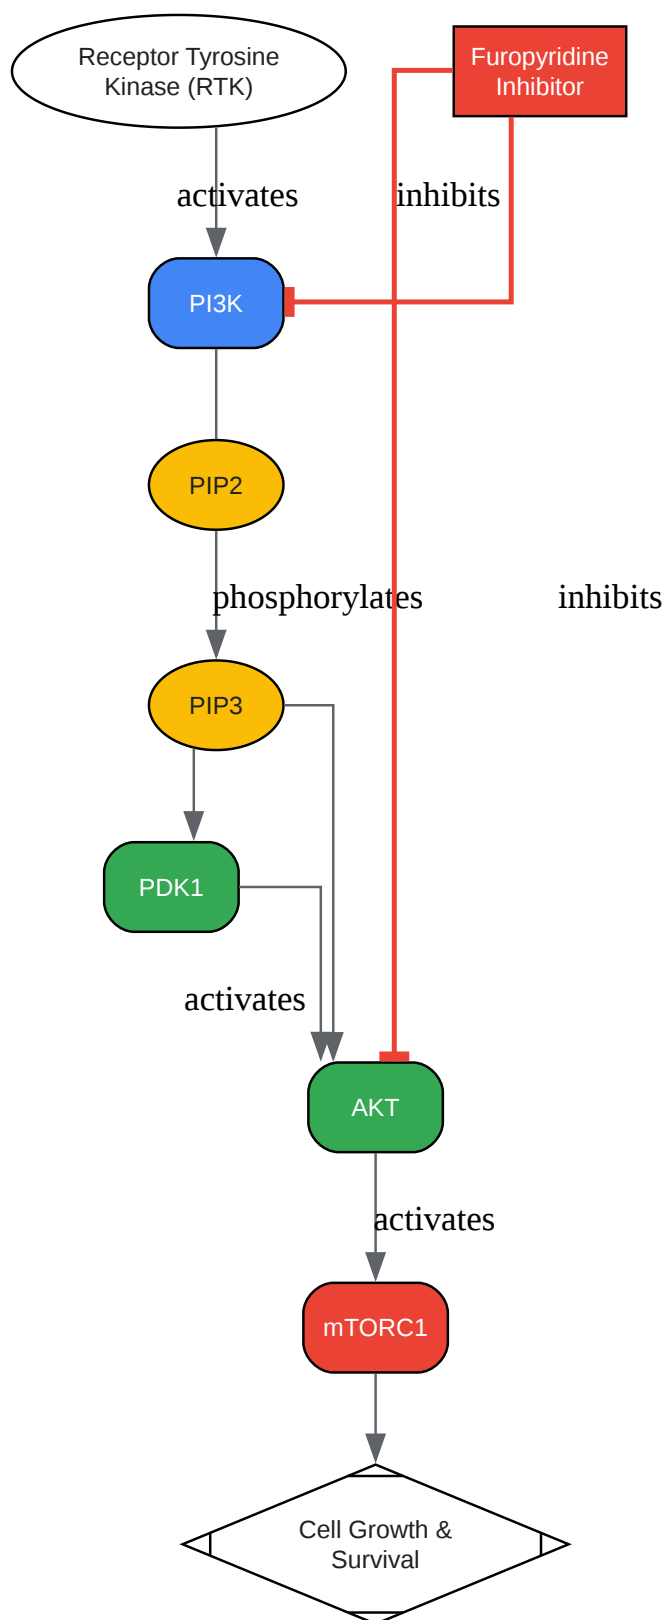 Receptor Tyrosine
Kinase (RTK)
Furopyridine
Inhibitor
activates
inhibits
PI3K
PIP2
phosphorylates
inhibits
PIP3
PDK1
activates
AKT
activates
mTORC1
Cell Growth &
Survival